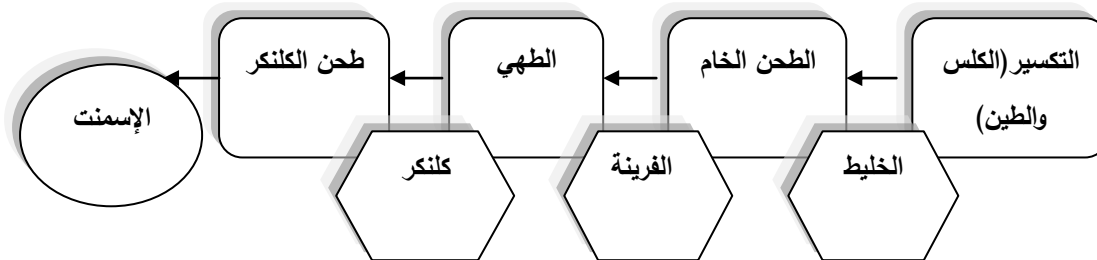 التكسير(الكلس
والطين)
الطحن الخام
الطهي
طحن الكلنكر
الإسمنت
الخليط
الفرينة
كلنكر